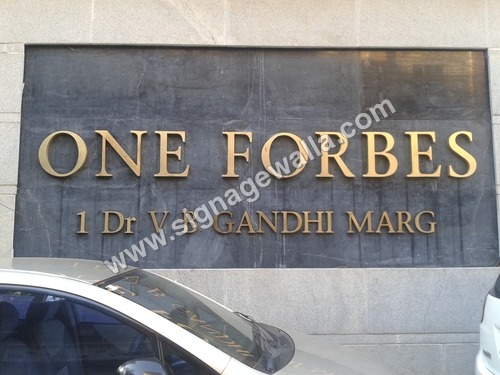 ONE FORBES
1 Dr V B GANDHI MARG
www.signagewalla.com